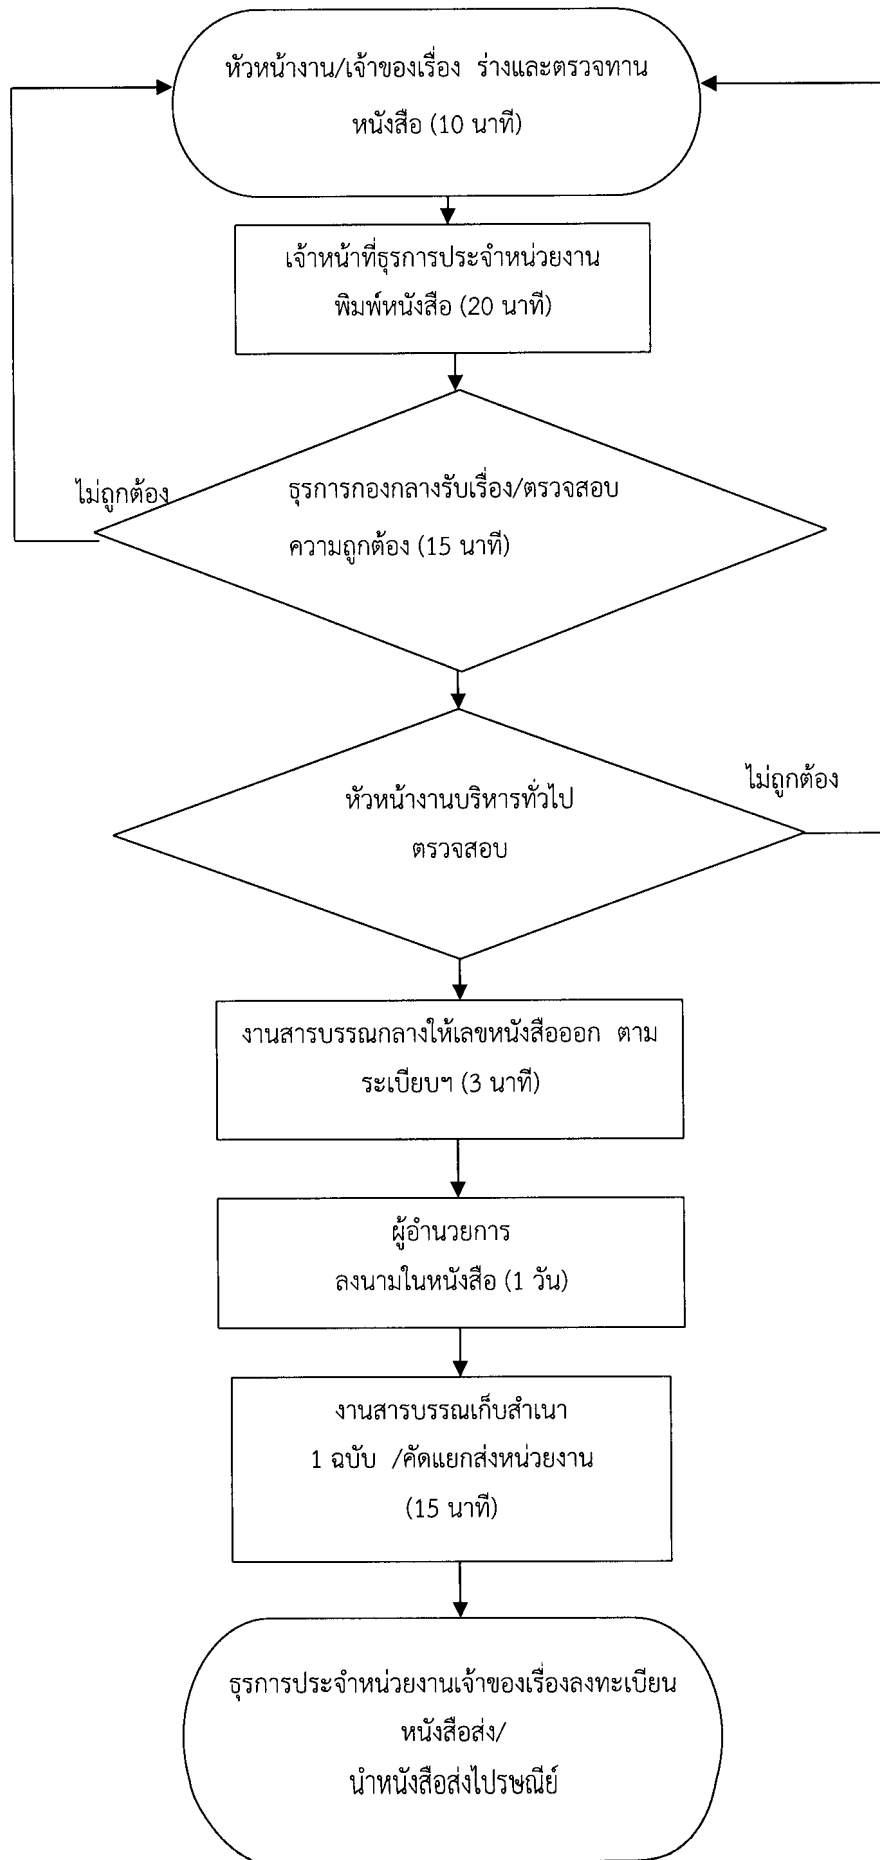 หัวหน้างาน/เจ้าของเรื่อง ร่างและตรวจทาน
หนังสือ (10 นาที)
เจ้าหน้าที่ธุรการประจำหน่วยงาน
พิมพ์หนังสือ (20 นาที)
ไม่ถูกต้อง
ธุรการกองกลางรับเรื่อง/ตรวจสอบ
ความถูกต้อง (15 นาที)
ไม่ถูกต้อง
หัวหน้างานบริหารทั่วไป
ตรวจสอบ
งานสารบรรณกลางให้เลขหนังสือออก ตาม
ระเบียบฯ (3 นาที)
ผู้อำนวยการ
ลงนามในหนังสือ (1 วัน)
งานสารบรรณเก็บสำเนา
1 ฉบับ /คัดแยกส่งหน่วยงาน
(15 นาที)
ธุรการประจำหน่วยงานเจ้าของเรื่องลงทะเบียน
หนังสือส่ง/
นำหนังสือส่งไปรษณีย์